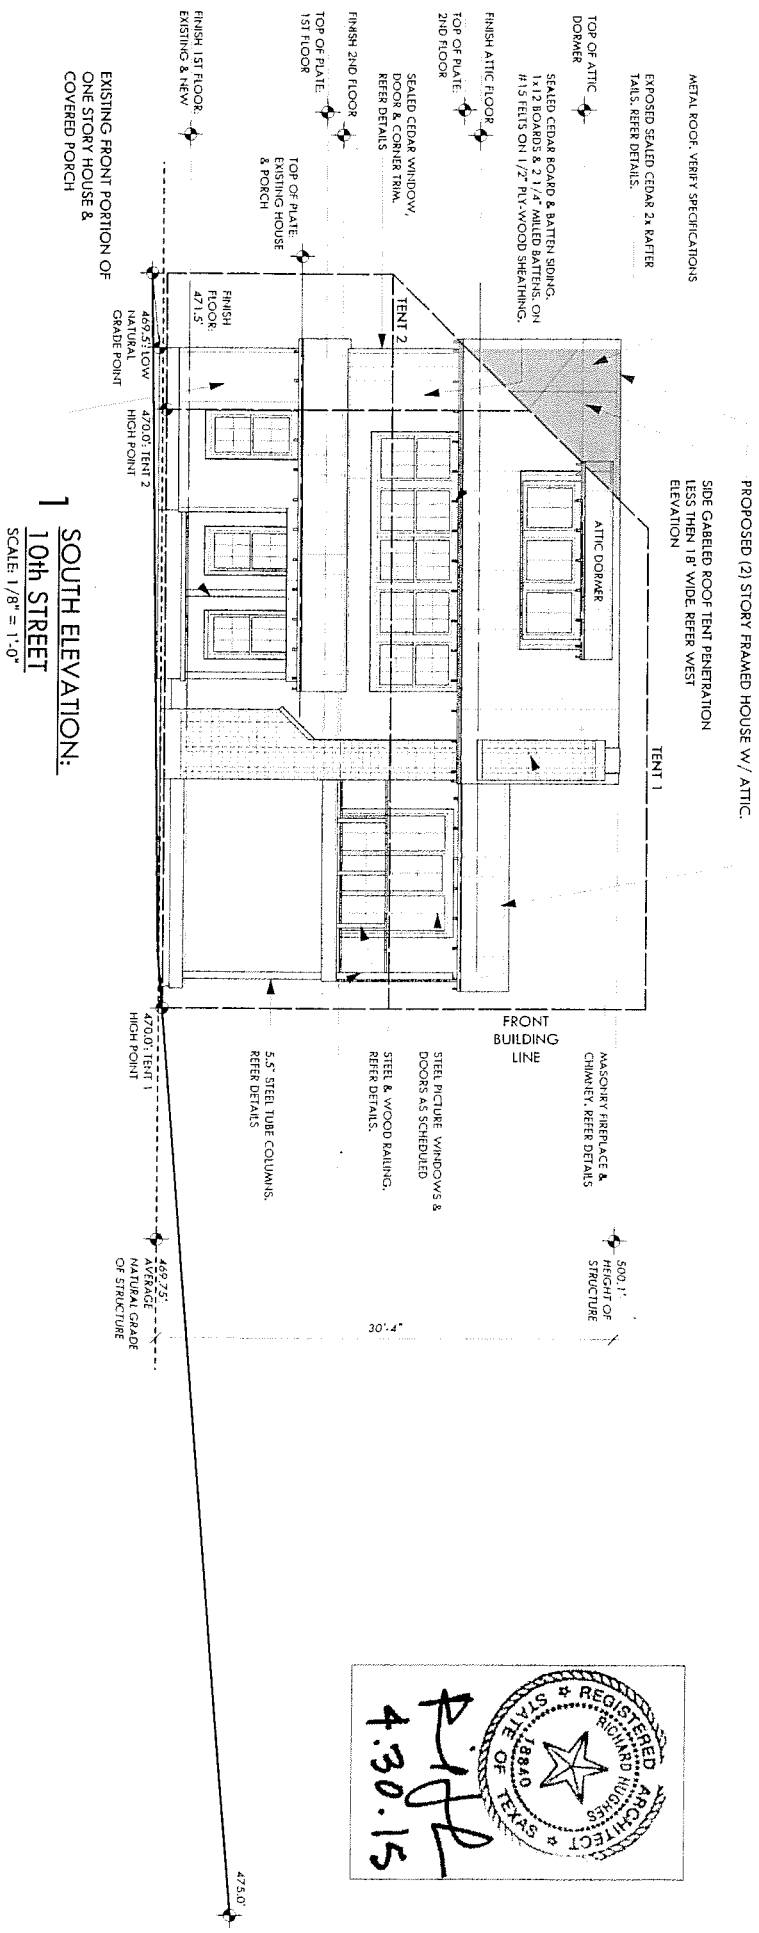 PROPOSED (2) STORY FRAMED HOUSE W/ ATTIC.
METAL ROOF. VERIFY SPECIFICATIONS
SIDE GABELED ROOF TENT PENETRATION
LESS THEN 18' WIDE. REFER WEST
ELEVATION
EXPOSED SEALED CEDAR 2x RAFTER
TAILS. REFER DETAILS.
TOP OF ATTIC
DORMER
SEALED CEDAR BOARD & BATTEN SIDING.
1x12 BOARDS & 2 1/4" MILLED BATTENS, ON
#15 FELTS ON 1/2" PLY-WOOD SHEATHING.
FINISH ATTIC FLOOR
TOP OF PLATE:
2ND FLOOR
SEALED CEDAR WINDOW,
DOOR & CORNER TRIM.
REFER DETAILS
FINISH 2ND FLOOR
TOP OF PLATE:
1ST FLOOR
TOP OF PLATE:
EXISTING HOUSE
& PORCH
FINISH 1ST FLOOR:
EXISTING & NEW
EXISTING FRONT PORTION OF
ONE STORY HOUSE &
COVERED PORCH
TENT 1
TENT 2
ATTIC DORMER
FINISH
FLOOR:
471.5'
469.5': LOW
NATURAL
GRADE POINT
470.0': TENT 2
HIGH POINT
FRONT
BUILDING
LINE
MASONRY FIREPLACE &
CHIMNEY. REFER DETAILS
STEEL PICTURE WINDOWS &
DOORS AS SCHEDULED
STEEL & WOOD RAILING.
REFER DETAILS.
5.5" STEEL TUBE COLUMNS.
REFER DETAILS
470.0': TENT 1
HIGH POINT
500.1':
HEIGHT OF
STRUCTURE
30'-4"
469.75':
AVERAGE
NATURAL GRADE
OF STRUCTURE
475.0'
1
SOUTH ELEVATION:
10th STREET
SCALE: 1/8" = 1'-0"
REGISTERED ARCHITECT
RICHARD HUGHES
18840
STATE OF TEXAS
4.30.15